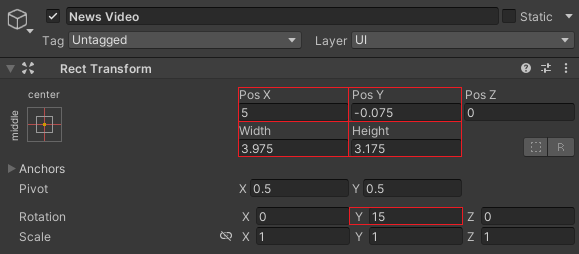 News Video Static
Tag Untagged Layer UI
Rect Transform
center
middle
Pos X Pos Y Pos Z
5 -0.075 0
Width Height
3.975 3.175
R
Anchors
Pivot X 0.5 Y 0.5
Rotation X 0 Y 15 Z 0
Scale X 1 Y 1 Z 1